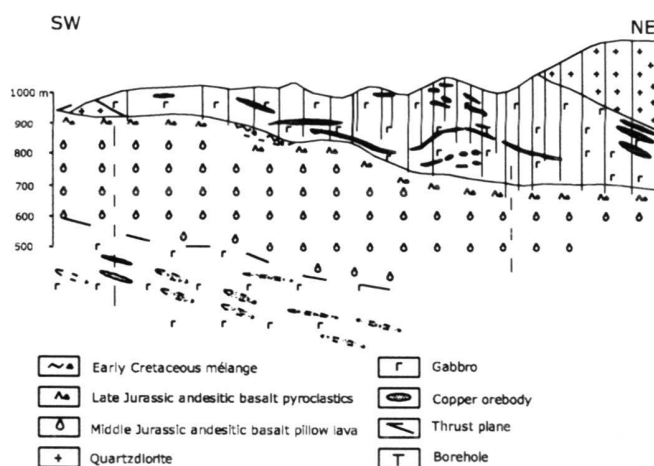 SW
NE
1000 m
900
800
700
600
500
Early Cretaceous mélange
Late Jurassic andesitic basalt pyroclastics
Middle Jurassic andesitic basalt pillow lava
Quartzdiorite
Gabbro
Copper orebody
Thrust plane
Borehole